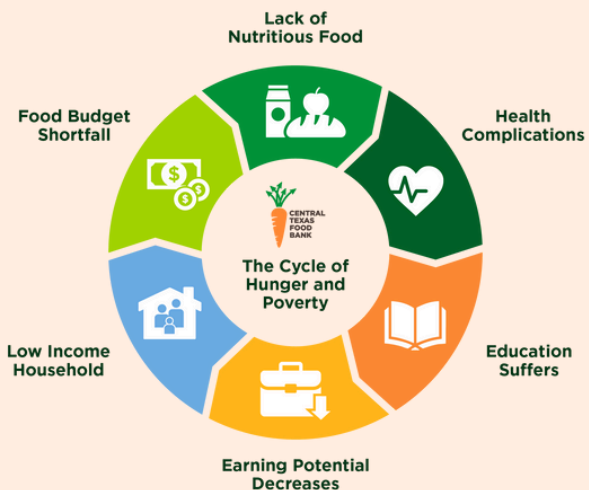 Lack of
Nutritious Food
Food Budget
Shortfall
Health
Complications
$
$
$
CENTRAL
TEXAS
FOOD
BANK
The Cycle of
Hunger and
Poverty
Low Income
Household
Education
Suffers
Earning Potential
Decreases